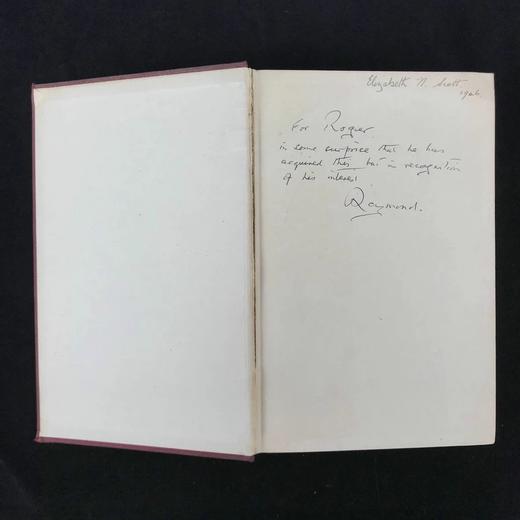 Elizabeth N. Scott
1946.
For Roger
in some surprise that he has
acquired this but in recognition
of his interest
Raymond.